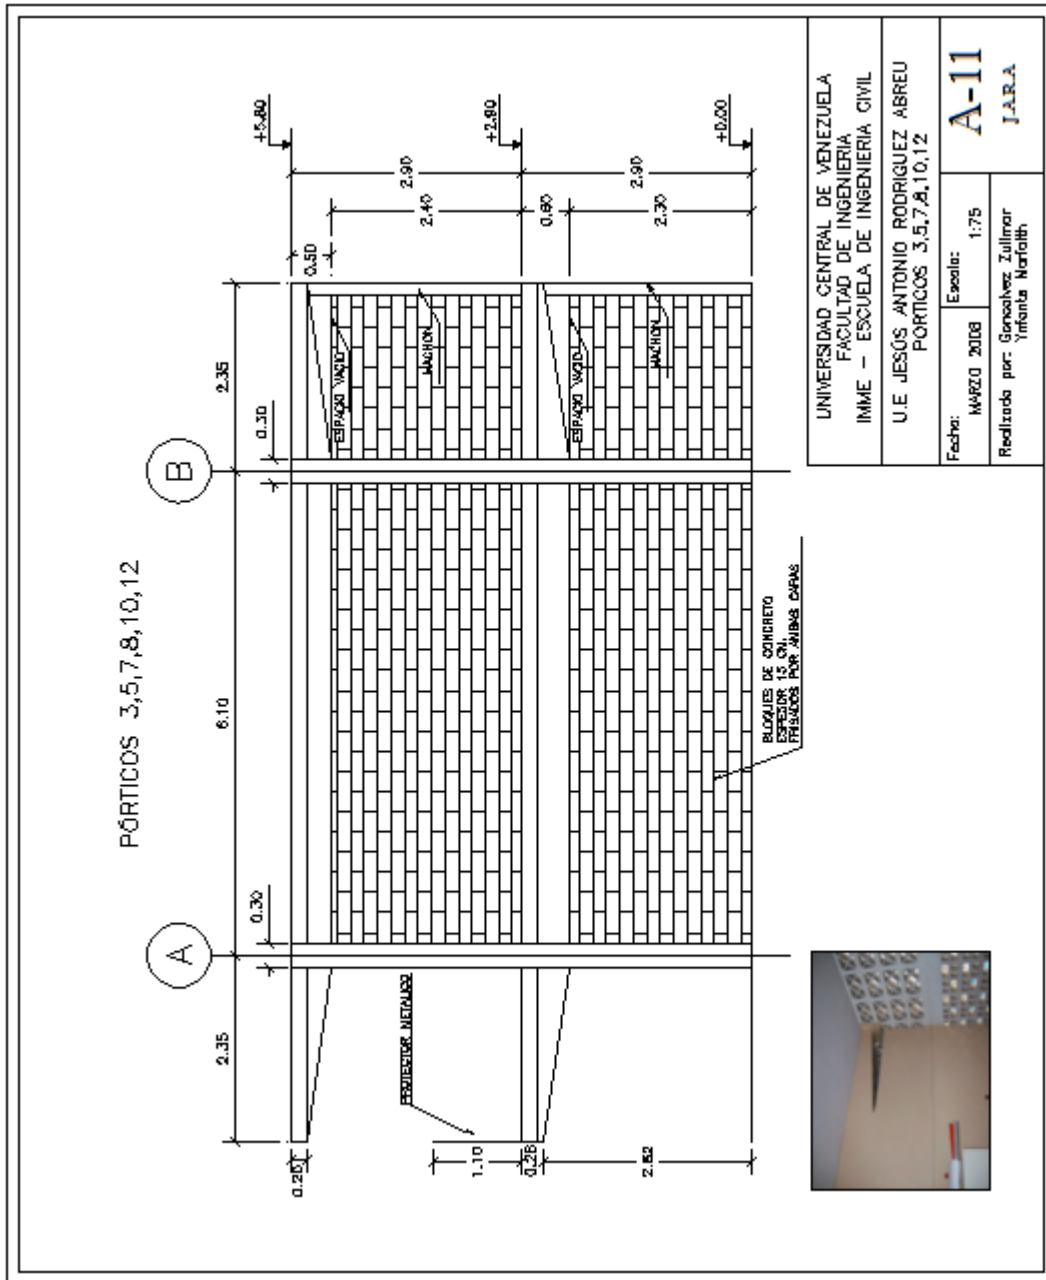 PÓRTICOS 3,5,7,8,10,12
A
B
2.35
6.10
2.35
0.30
0.30
+5.80
+2.90
+0.00
2.90
2.90
0.50
2.40
0.60
2.30
0.20
1.10
0.28
2.62
PROTECTOR METALICO
ESPACIO VACIO
MACHON
ESPACIO VACIO
MACHON
BLOQUES DE CONCRETO
ESPESOR 15 CM.
FRISADOS POR AMBAS CARAS
UNIVERSIDAD CENTRAL DE VENEZUELA
FACULTAD DE INGENIERIA
IMME - ESCUELA DE INGENIERIA CIVIL
U.E JESÚS ANTONIO RODRIGUEZ ABREU
PORTICOS 3,5,7,8,10,12
Fecha:
MARZO 2008
Escala:
1:75
A-11
Realizado por: Goncalvez Zullimar
Ynfante Narfalth
J.A.R.A